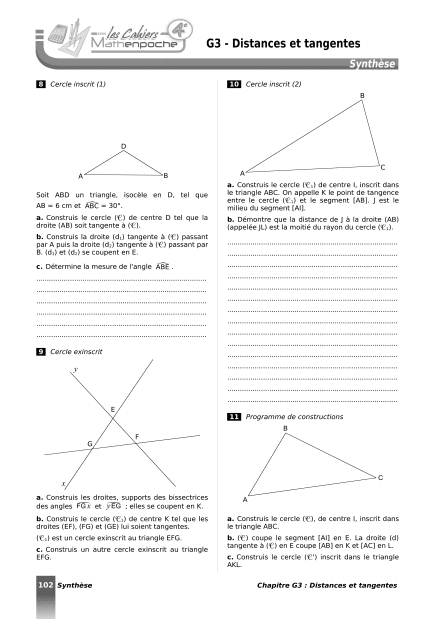 les Cahiers
Mathenpoche
4e
G3 - Distances et tangentes
Synthèse
8 Cercle inscrit (1)
D
A
B
Soit ABD un triangle, isocèle en D, tel que
AB = 6 cm et ABC = 30°.
a. Construis le cercle (C) de centre D tel que la
droite (AB) soit tangente à (C).
b. Construis la droite (d₁) tangente à (C) passant
par A puis la droite (d₂) tangente à (C) passant par
B. (d₁) et (d₂) se coupent en E.
c. Détermine la mesure de l'angle ABE .
9 Cercle exinscrit
y
E
F
G
x
a. Construis les droites, supports des bissectrices
des angles FGx et yEG ; elles se coupent en K.
b. Construis le cercle (C₁) de centre K tel que les
droites (EF), (FG) et (GE) lui soient tangentes.
(C₁) est un cercle exinscrit au triangle EFG.
c. Construis un autre cercle exinscrit au triangle
EFG.
10 Cercle inscrit (2)
B
C
A
a. Construis le cercle (C₁) de centre I, inscrit dans
le triangle ABC. On appelle K le point de tangence
entre le cercle (C₁) et le segment [AB]. J est le
milieu du segment [AI].
b. Démontre que la distance de J à la droite (AB)
(appelée JL) est la moitié du rayon du cercle (C₁).
11 Programme de constructions
B
C
A
a. Construis le cercle (C), de centre I, inscrit dans
le triangle ABC.
b. (C) coupe le segment [AI] en E. La droite (d)
tangente à (C) en E coupe [AB] en K et [AC] en L.
c. Construis le cercle (C') inscrit dans le triangle
AKL.
102 Synthèse
Chapitre G3 : Distances et tangentes